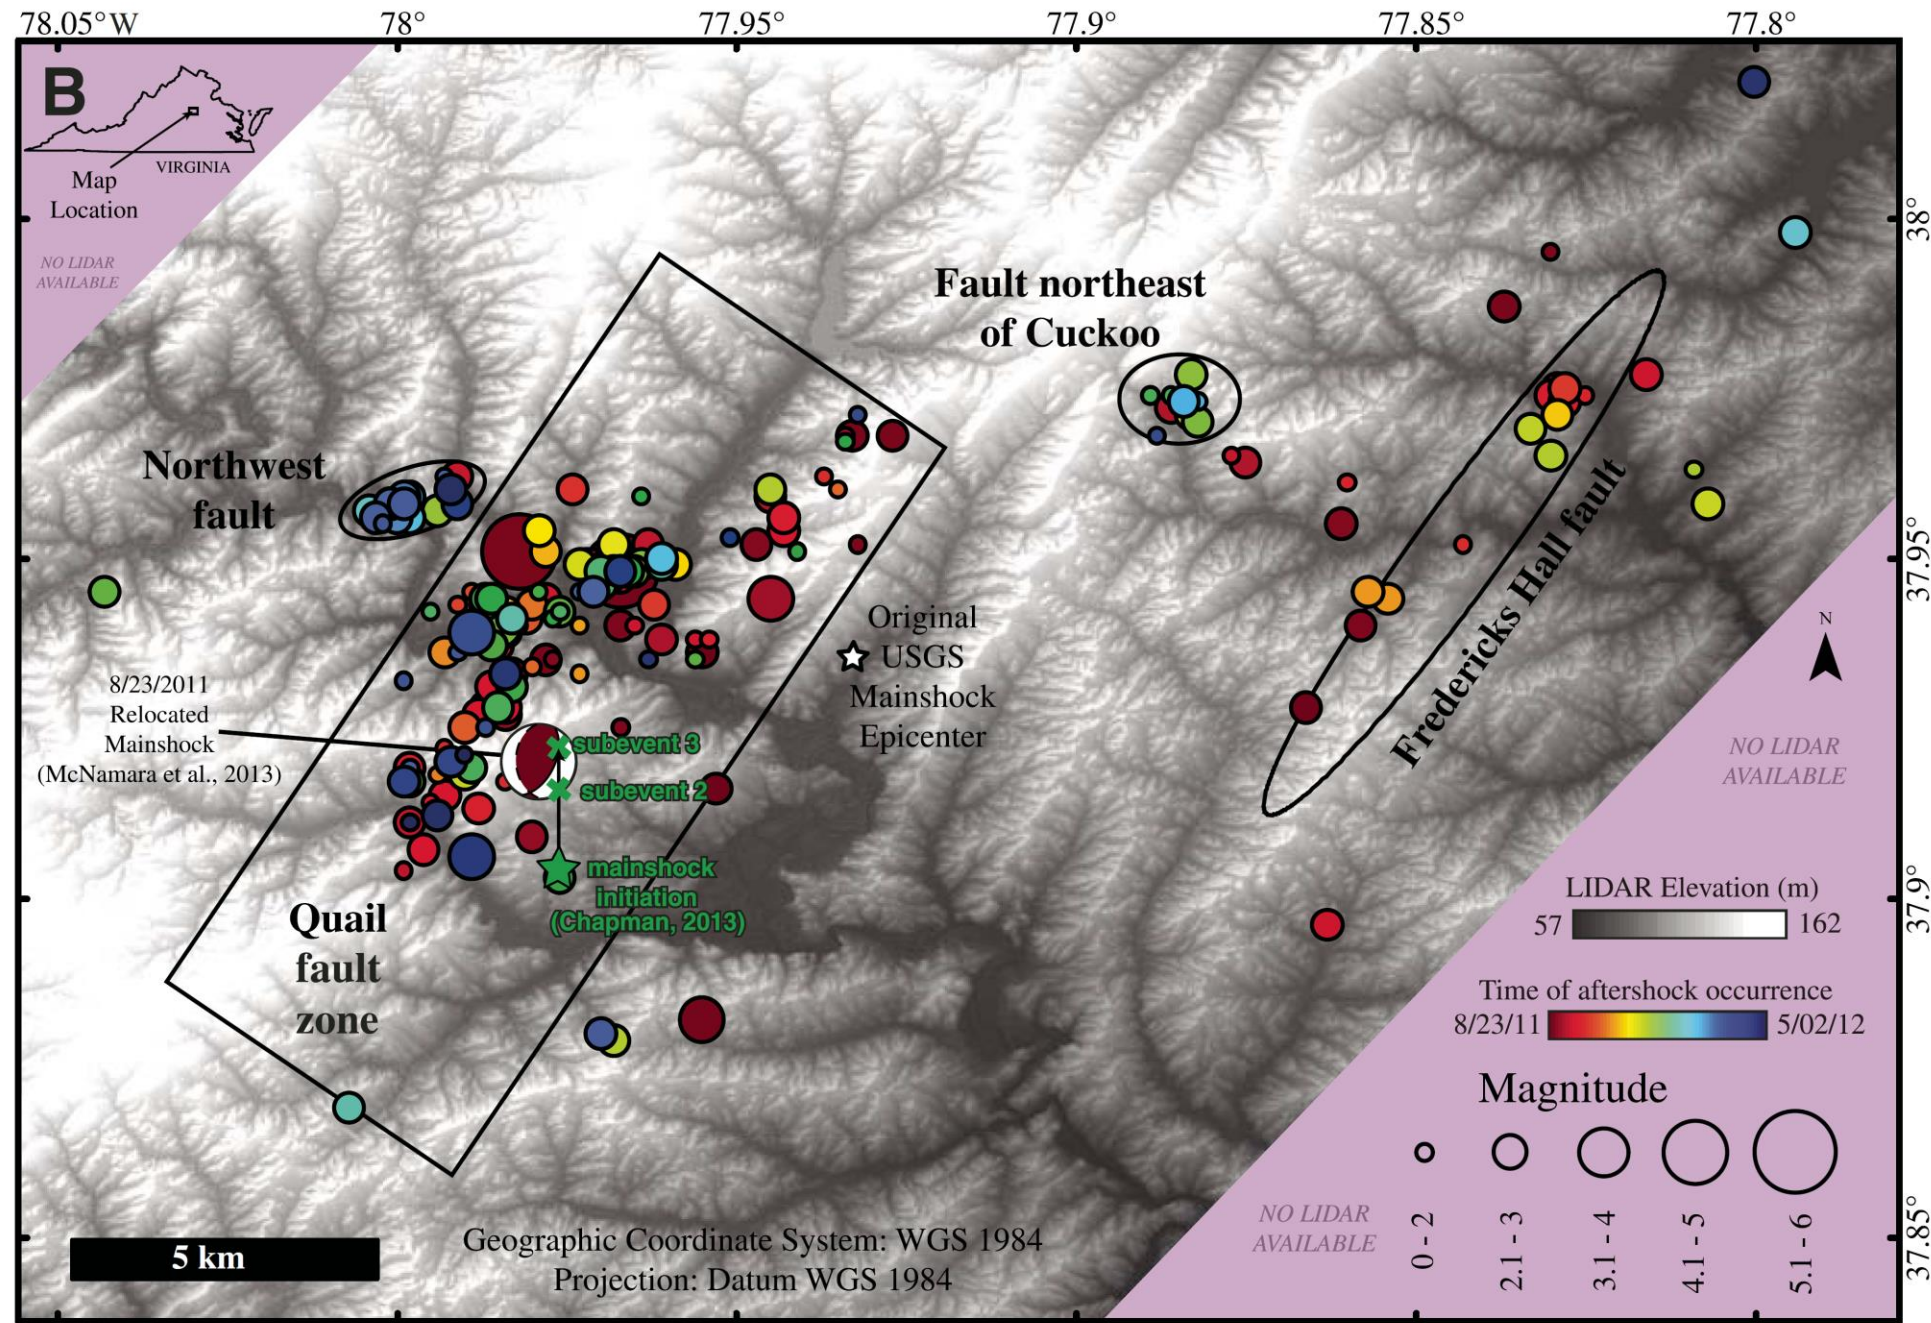 78.05° W
78°
77.95°
77.9°
77.85°
77.8°
B
VIRGINIA
Map
Location
NO LIDAR
AVAILABLE
38°
Fault northeast
of Cuckoo
Northwest
fault
37.95°
Fredericks Hall fault
Original
USGS
Mainshock
Epicenter
N
8/23/2011
Relocated
Mainshock
(McNamara et al., 2013)
subevent 3
subevent 2
NO LIDAR
AVAILABLE
mainshock
initiation
(Chapman, 2013)
37.9°
Quail
fault
zone
LIDAR Elevation (m)
57
162
Time of aftershock occurrence
8/23/11
5/02/12
Magnitude
0 - 2
2.1 - 3
3.1 - 4
4.1 - 5
5.1 - 6
NO LIDAR
AVAILABLE
37.85°
5 km
Geographic Coordinate System: WGS 1984
Projection: Datum WGS 1984